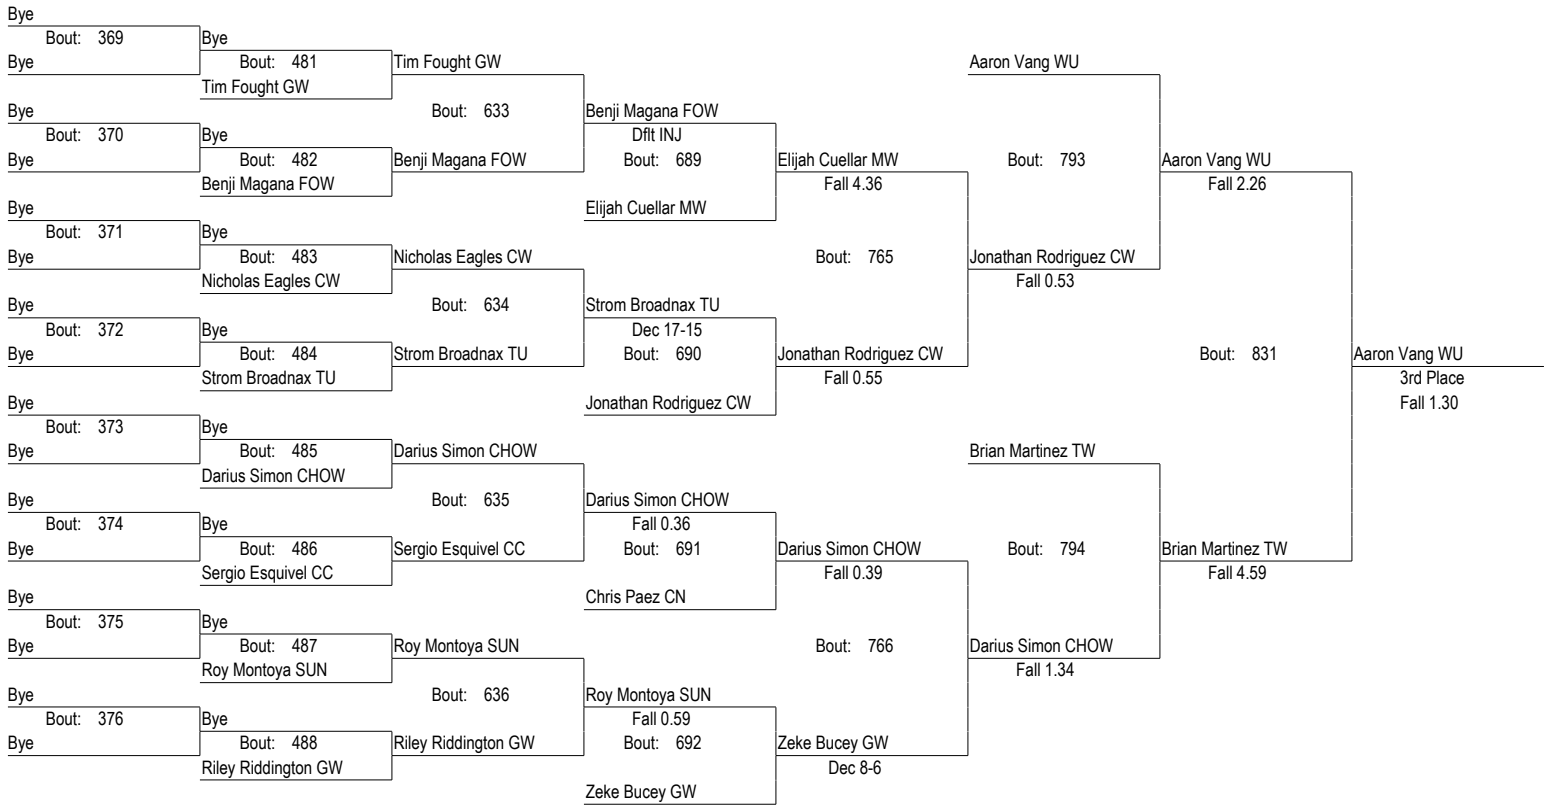 Bye
Bout: 369
Bye
Bye
Bout: 481
Tim Fought GW
Bye
Bout: 370
Bye
Bye
Bout: 482
Benji Magana FOW
Bye
Bout: 371
Bye
Bye
Bout: 483
Nicholas Eagles CW
Bye
Bout: 372
Bye
Bye
Bout: 484
Strom Broadnax TU
Bye
Bout: 373
Bye
Bye
Bout: 485
Darius Simon CHOW
Bye
Bout: 374
Bye
Bye
Bout: 486
Sergio Esquivel CC
Bye
Bout: 375
Bye
Bye
Bout: 487
Roy Montoya SUN
Bye
Bout: 376
Bye
Bye
Bout: 488
Riley Riddington GW
Tim Fought GW
Bout: 633
Benji Magana FOW
Nicholas Eagles CW
Bout: 634
Strom Broadnax TU
Darius Simon CHOW
Bout: 635
Sergio Esquivel CC
Roy Montoya SUN
Bout: 636
Riley Riddington GW
Benji Magana FOW
Dflt INJ
Bout: 689
Elijah Cuellar MW
Strom Broadnax TU
Dec 17-15
Bout: 690
Jonathan Rodriguez CW
Darius Simon CHOW
Fall 0.36
Bout: 691
Chris Paez CN
Roy Montoya SUN
Fall 0.59
Bout: 692
Zeke Bucey GW
Elijah Cuellar MW
Fall 4.36
Bout: 765
Jonathan Rodriguez CW
Fall 0.55
Darius Simon CHOW
Fall 0.39
Bout: 766
Zeke Bucey GW
Dec 8-6
Aaron Vang WU
Bout: 793
Jonathan Rodriguez CW
Fall 0.53
Brian Martinez TW
Bout: 794
Darius Simon CHOW
Fall 1.34
Aaron Vang WU
Fall 2.26
Bout: 831
Brian Martinez TW
Fall 4.59
Aaron Vang WU
3rd Place
Fall 1.30